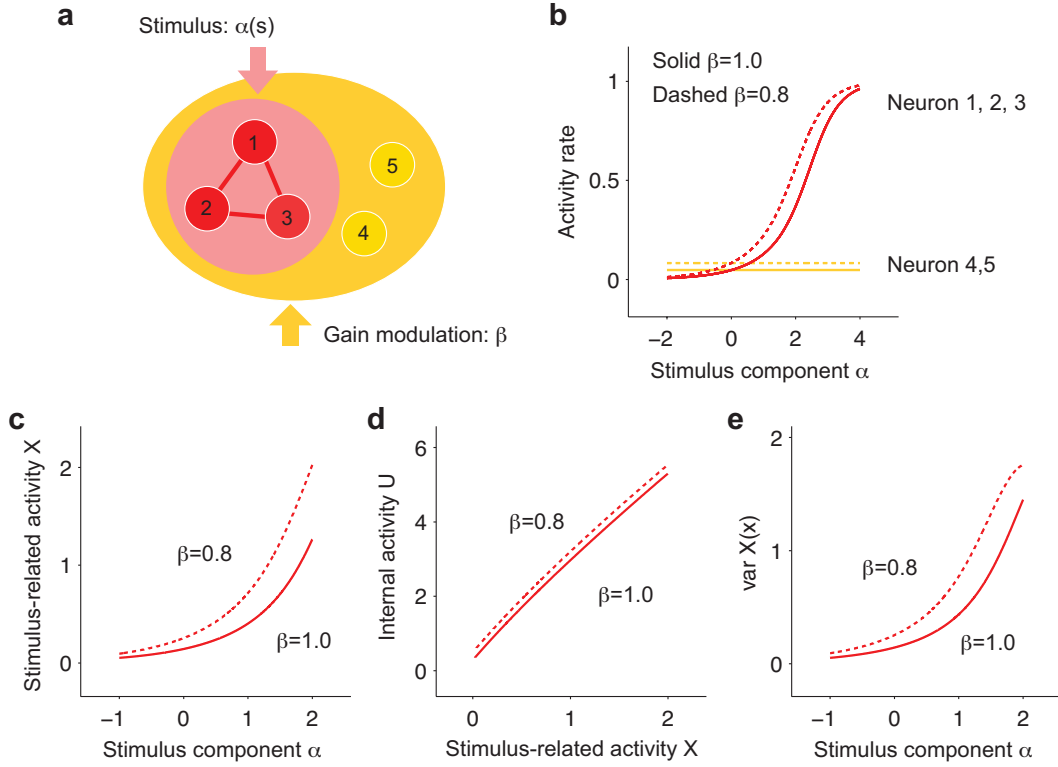 a
Stimulus: α(s)
1
2
3
4
5
Gain modulation: β
b
Solid β=1.0
Dashed β=0.8
Neuron 1, 2, 3
Neuron 4,5
Activity rate
1
0.5
0
−2
0
2
4
Stimulus component α
c
Stimulus-related activity X
2
1
0
β=0.8
β=1.0
−1
0
1
2
Stimulus component α
d
Internal activity U
6
4
2
0
β=0.8
β=1.0
0
1
2
Stimulus-related activity X
e
var X(x)
2
1
0
β=0.8
β=1.0
−1
0
1
2
Stimulus component α